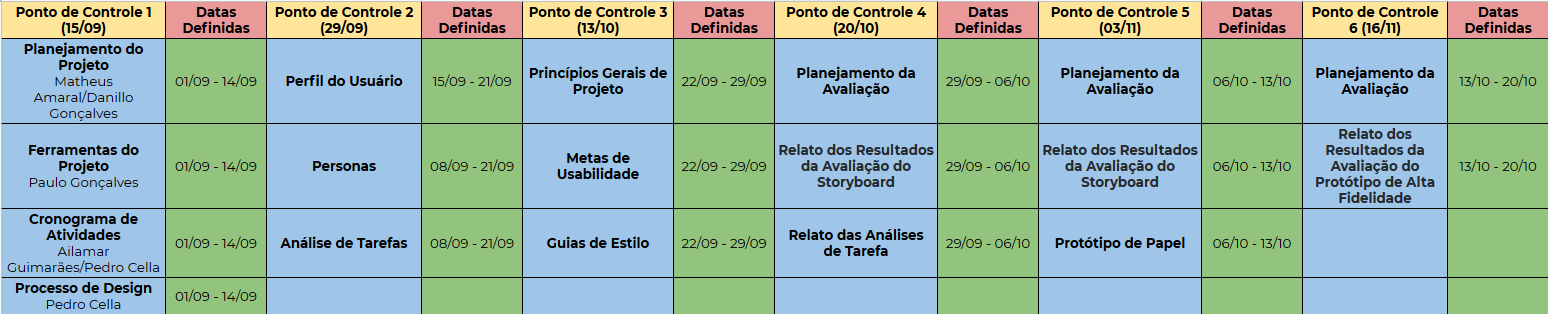 Ponto de Controle 1
(15/09)
Datas
Definidas
Ponto de Controle 2
(29/09)
Datas
Definidas
Ponto de Controle 3
(13/10)
Datas
Definidas
Ponto de Controle 4
(20/10)
Datas
Definidas
Ponto de Controle 5
(03/11)
Datas
Definidas
Ponto de Controle
6 (16/11)
Datas
Definidas
Planejamento do
Projeto
Matheus
Amaral/Danillo
Gonçalves
01/09 - 14/09
Perfil do Usuário
15/09 - 21/09
Princípios Gerais de
Projeto
22/09 - 29/09
Planejamento da
Avaliação
29/09 - 06/10
Planejamento da
Avaliação
06/10 - 13/10
Planejamento da
Avaliação
13/10 - 20/10
Ferramentas do
Projeto
Paulo Gonçalves
01/09 - 14/09
Personas
08/09 - 21/09
Metas de
Usabilidade
22/09 - 29/09
Relato dos Resultados
da Avaliação do
Storyboard
29/09 - 06/10
Relato dos Resultados
da Avaliação do
Storyboard
06/10 - 13/10
Relato dos
Resultados da
Avaliação do
Protótipo de Alta
Fidelidade
13/10 - 20/10
Cronograma de
Atividades
Ailamar
Guimarães/Pedro Cella
01/09 - 14/09
Análise de Tarefas
08/09 - 21/09
Guias de Estilo
22/09 - 29/09
Relato das Análises
de Tarefa
29/09 - 06/10
Protótipo de Papel
06/10 - 13/10
Processo de Design
Pedro Cella
01/09 - 14/09